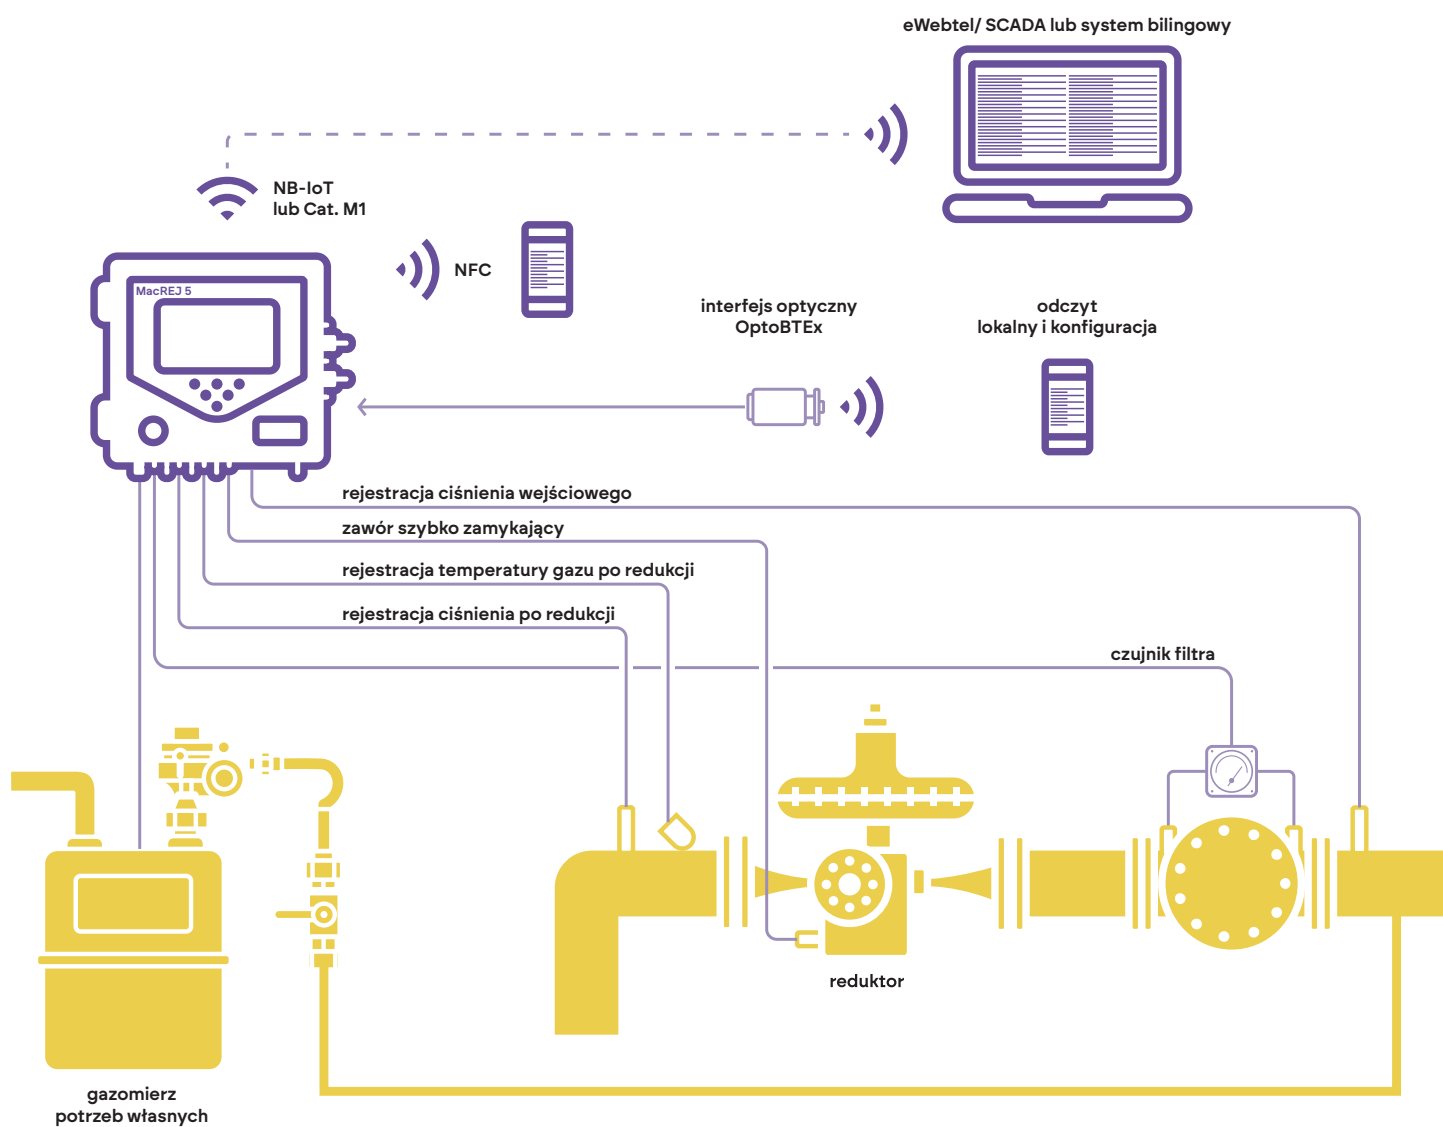 eWebtel/ SCADA lub system bilingowy
NB-IoT
lub Cat. M1
NFC
MacREJ 5
interfejs optyczny
OptoBTEx
odczyt
lokalny i konfiguracja
rejestracja ciśnienia wejściowego
zawór szybko zamykający
rejestracja temperatury gazu po redukcji
rejestracja ciśnienia po redukcji
czujnik filtra
reduktor
gazomierz
potrzeb własnych